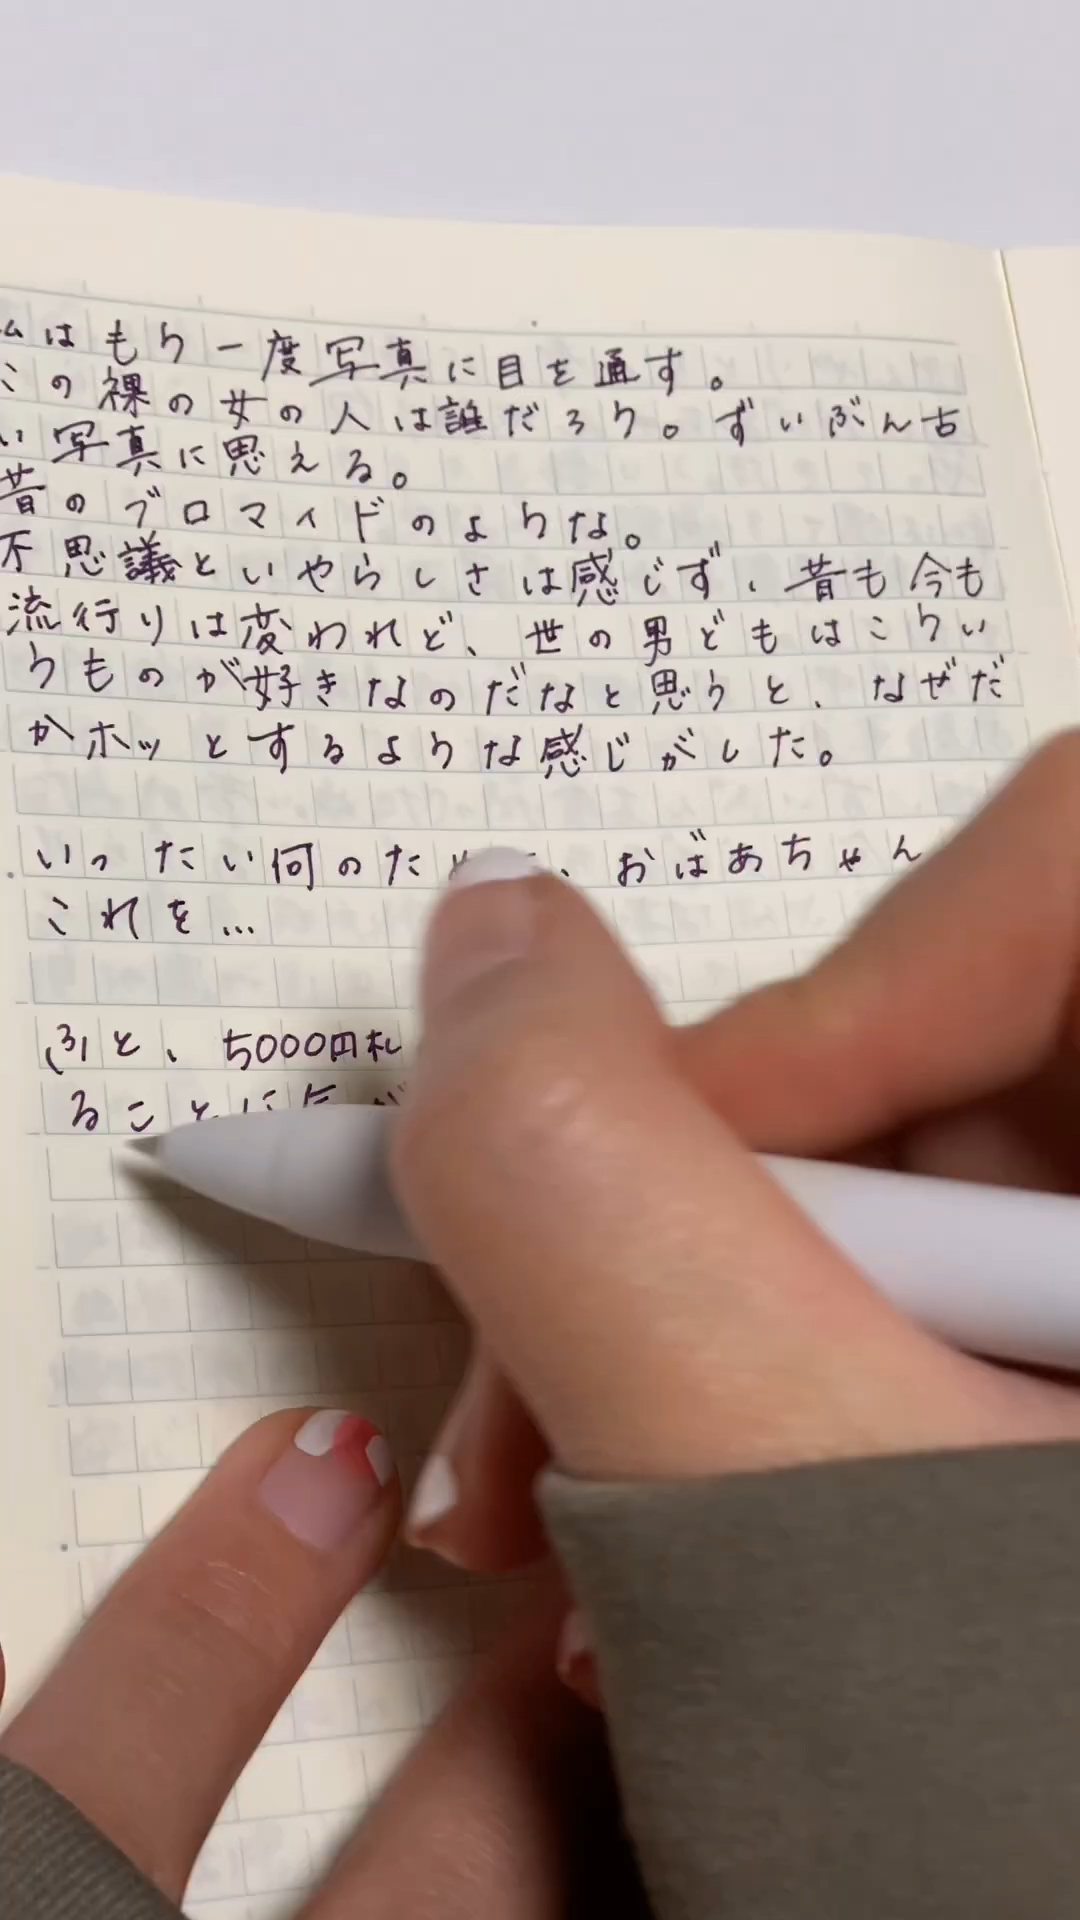 私はもう一度写真に目を通す。
この裸の女の人は誰だろう。ずいぶん古
い写真に思える。
昔のブロマイドのような。
不思議といやらしさは感じず、昔も今も
流行りは変われど、世の男どもはこうい
うものが好きなのだなと思うと、なぜだ
かホッとするような感じがした。
いったい何のため、おばあちゃん
これを…
ふと、5000円札
ることに気が